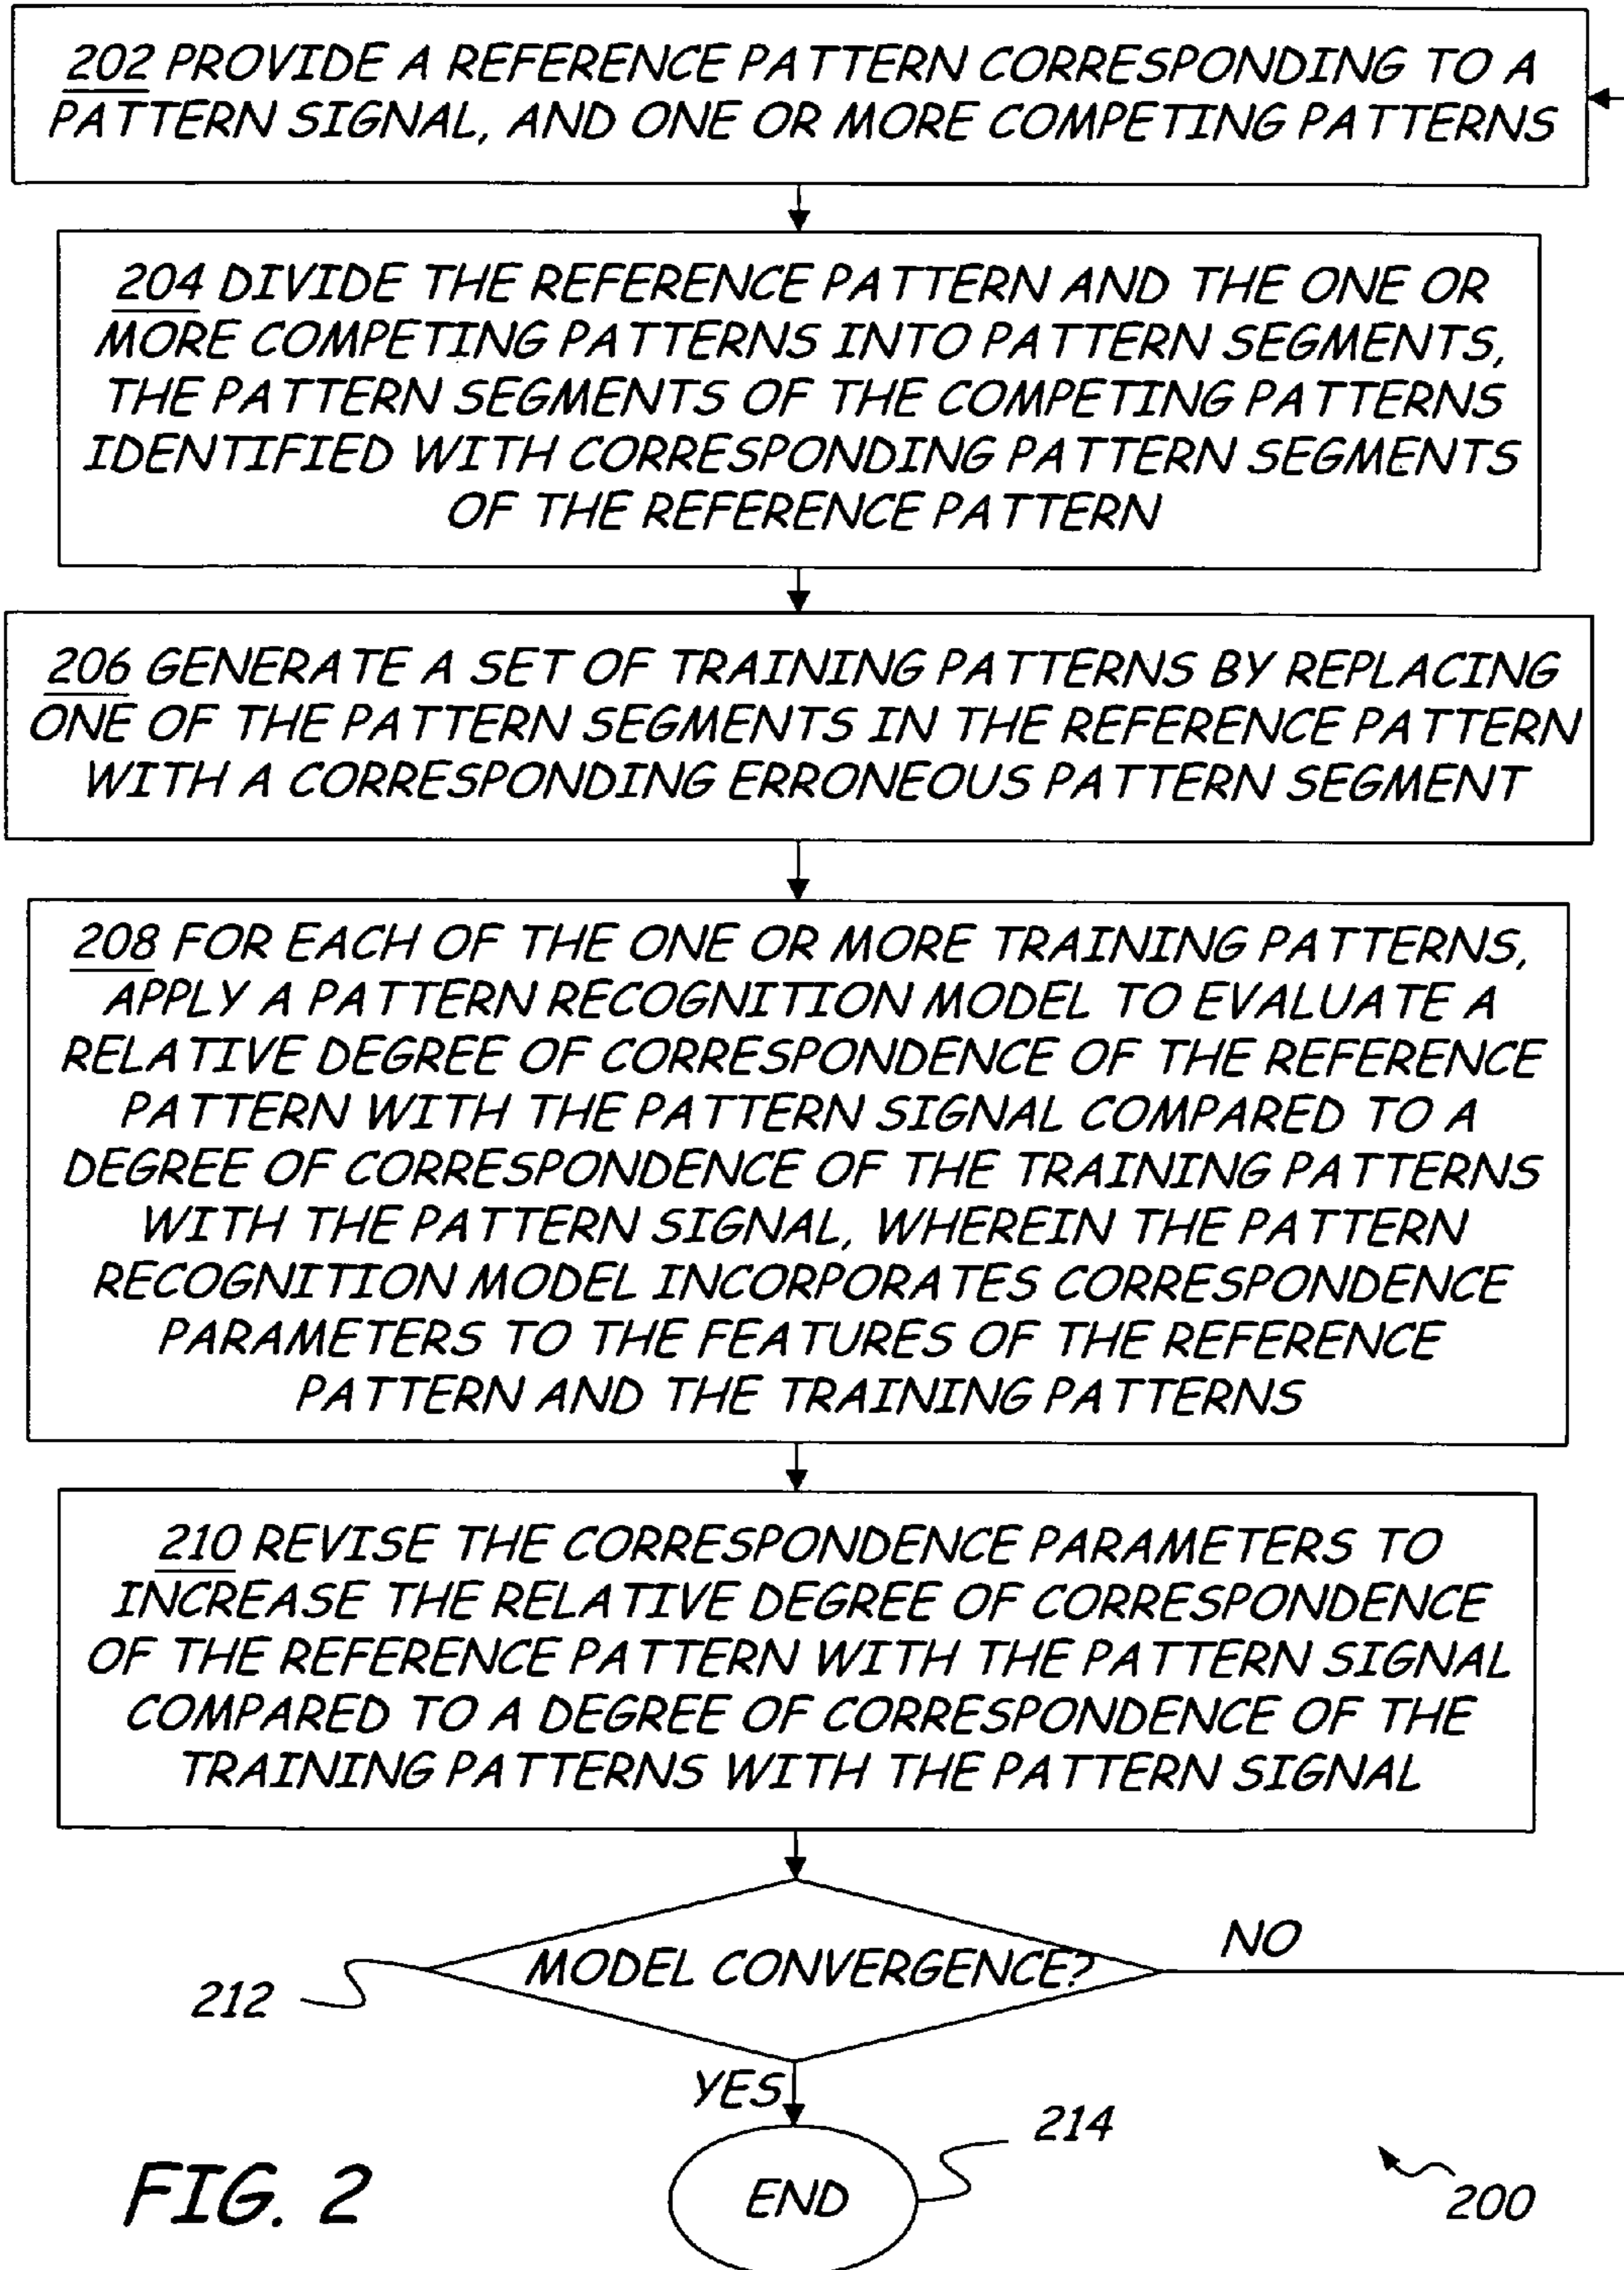 202 PROVIDE A REFERENCE PATTERN CORRESPONDING TO A
PATTERN SIGNAL, AND ONE OR MORE COMPETING PATTERNS
204 DIVIDE THE REFERENCE PATTERN AND THE ONE OR
MORE COMPETING PATTERNS INTO PATTERN SEGMENTS,
THE PATTERN SEGMENTS OF THE COMPETING PATTERNS
IDENTIFIED WITH CORRESPONDING PATTERN SEGMENTS
OF THE REFERENCE PATTERN
206 GENERATE A SET OF TRAINING PATTERNS BY REPLACING
ONE OF THE PATTERN SEGMENTS IN THE REFERENCE PATTERN
WITH A CORRESPONDING ERRONEOUS PATTERN SEGMENT
208 FOR EACH OF THE ONE OR MORE TRAINING PATTERNS,
APPLY A PATTERN RECOGNITION MODEL TO EVALUATE A
RELATIVE DEGREE OF CORRESPONDENCE OF THE REFERENCE
PATTERN WITH THE PATTERN SIGNAL COMPARED TO A
DEGREE OF CORRESPONDENCE OF THE TRAINING PATTERNS
WITH THE PATTERN SIGNAL, WHEREIN THE PATTERN
RECOGNITION MODEL INCORPORATES CORRESPONDENCE
PARAMETERS TO THE FEATURES OF THE REFERENCE
PATTERN AND THE TRAINING PATTERNS
210 REVISE THE CORRESPONDENCE PARAMETERS TO
INCREASE THE RELATIVE DEGREE OF CORRESPONDENCE
OF THE REFERENCE PATTERN WITH THE PATTERN SIGNAL
COMPARED TO A DEGREE OF CORRESPONDENCE OF THE
TRAINING PATTERNS WITH THE PATTERN SIGNAL
NO
MODEL CONVERGENCE?
212
YES
214
END
200
FIG. 2